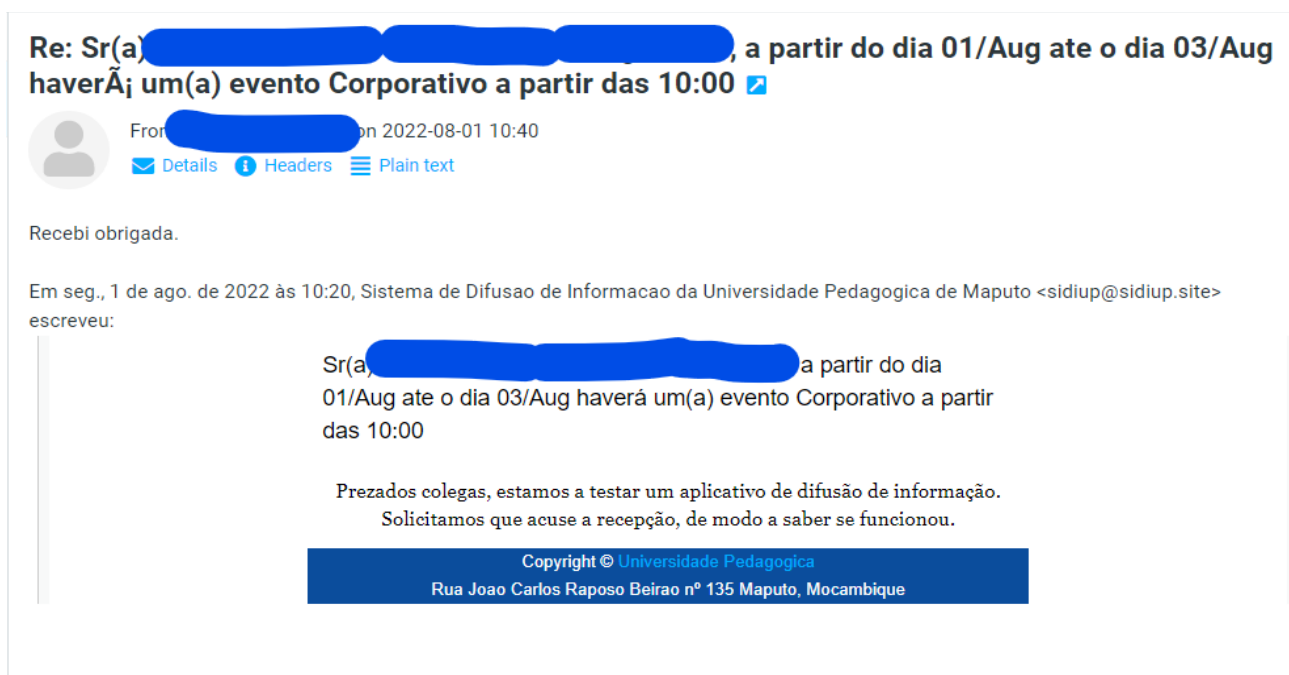 Re: Sr(a) , a partir do dia 01/Aug ate o dia 03/Aug
haverÃ¡ um(a) evento Corporativo a partir das 10:00
From on 2022-08-01 10:40
Details Headers Plain text
Recebi obrigada.
Em seg., 1 de ago. de 2022 às 10:20, Sistema de Difusao de Informacao da Universidade Pedagogica de Maputo <sidiup@sidiup.site>
escreveu:
Sr(a) a partir do dia
01/Aug ate o dia 03/Aug haverá um(a) evento Corporativo a partir
das 10:00
Prezados colegas, estamos a testar um aplicativo de difusão de informação.
Solicitamos que acuse a recepção, de modo a saber se funcionou.
Copyright © Universidade Pedagogica
Rua Joao Carlos Raposo Beirao nº 135 Maputo, Mocambique